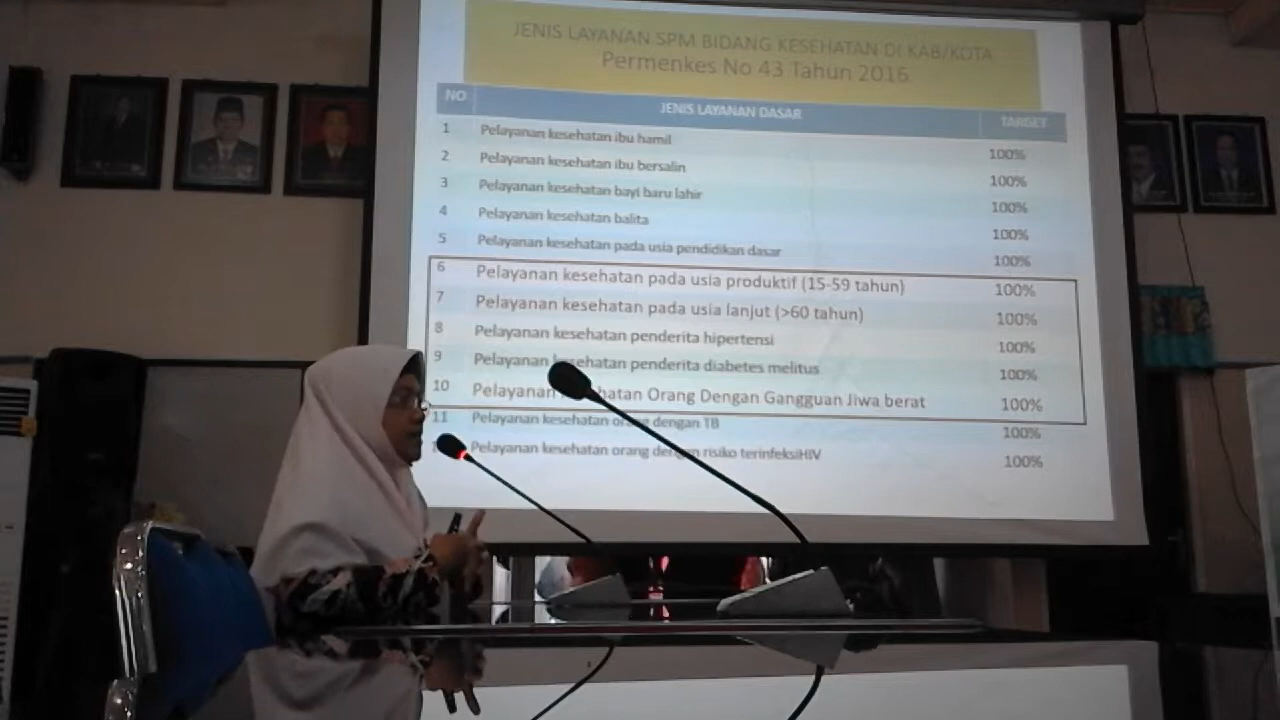 JENIS LAYANAN SPM BIDANG KESEHATAN DI KAB/KOTA
Permenkes No 43 Tahun 2016
NO JENIS LAYANAN DASAR TARGET
1 Pelayanan kesehatan ibu hamil 100%
2 Pelayanan kesehatan ibu bersalin 100%
3 Pelayanan kesehatan bayi baru lahir 100%
4 Pelayanan kesehatan balita 100%
5 Pelayanan kesehatan pada usia pendidikan dasar 100%
6 Pelayanan kesehatan pada usia produktif (15-59 tahun) 100%
7 Pelayanan kesehatan pada usia lanjut (>60 tahun) 100%
8 Pelayanan kesehatan penderita hipertensi 100%
9 Pelayanan kesehatan penderita diabetes melitus 100%
10 Pelayanan kesehatan Orang Dengan Gangguan Jiwa berat 100%
11 Pelayanan kesehatan orang dengan TB 100%
Pelayanan kesehatan orang dengan risiko terinfeksiHIV 100%